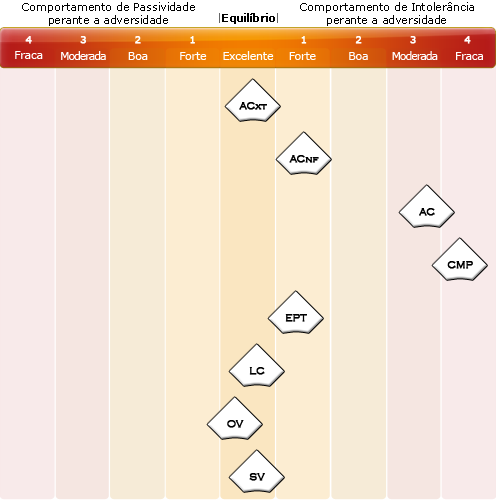 Comportamento de Passividade
perante a adversidade
|Equilíbrio|
Comportamento de Intolerância
perante a adversidade
4 3 2 1 1 2 3 4
Fraca Moderada Boa Forte Excelente Forte Boa Moderada Fraca
ACXT
ACNF
AC
CMP
EPT
LC
OV
SV